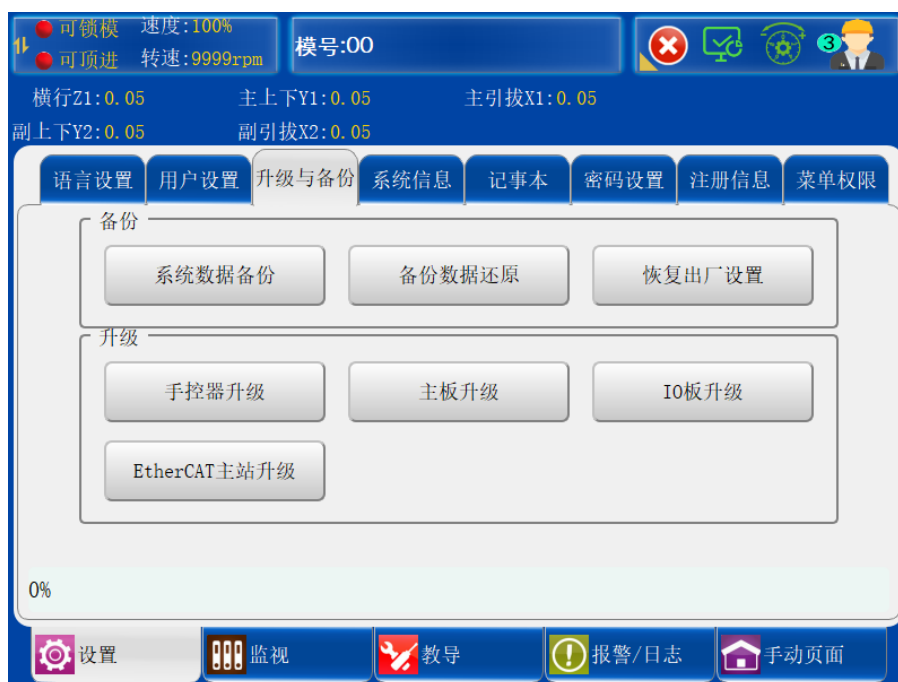 可锁模 速度:100%
可顶进 转速:9999rpm
模号:00
3
横行Z1:0.05 主上下Y1:0.05 主引拔X1:0.05
副上下Y2:0.05 副引拔X2:0.05
语言设置 用户设置 升级与备份 系统信息 记事本 密码设置 注册信息 菜单权限
备份
系统数据备份 备份数据还原 恢复出厂设置
升级
手控器升级 主板升级 IO板升级
EtherCAT主站升级
0%
设置 监视 教导 报警/日志 手动页面